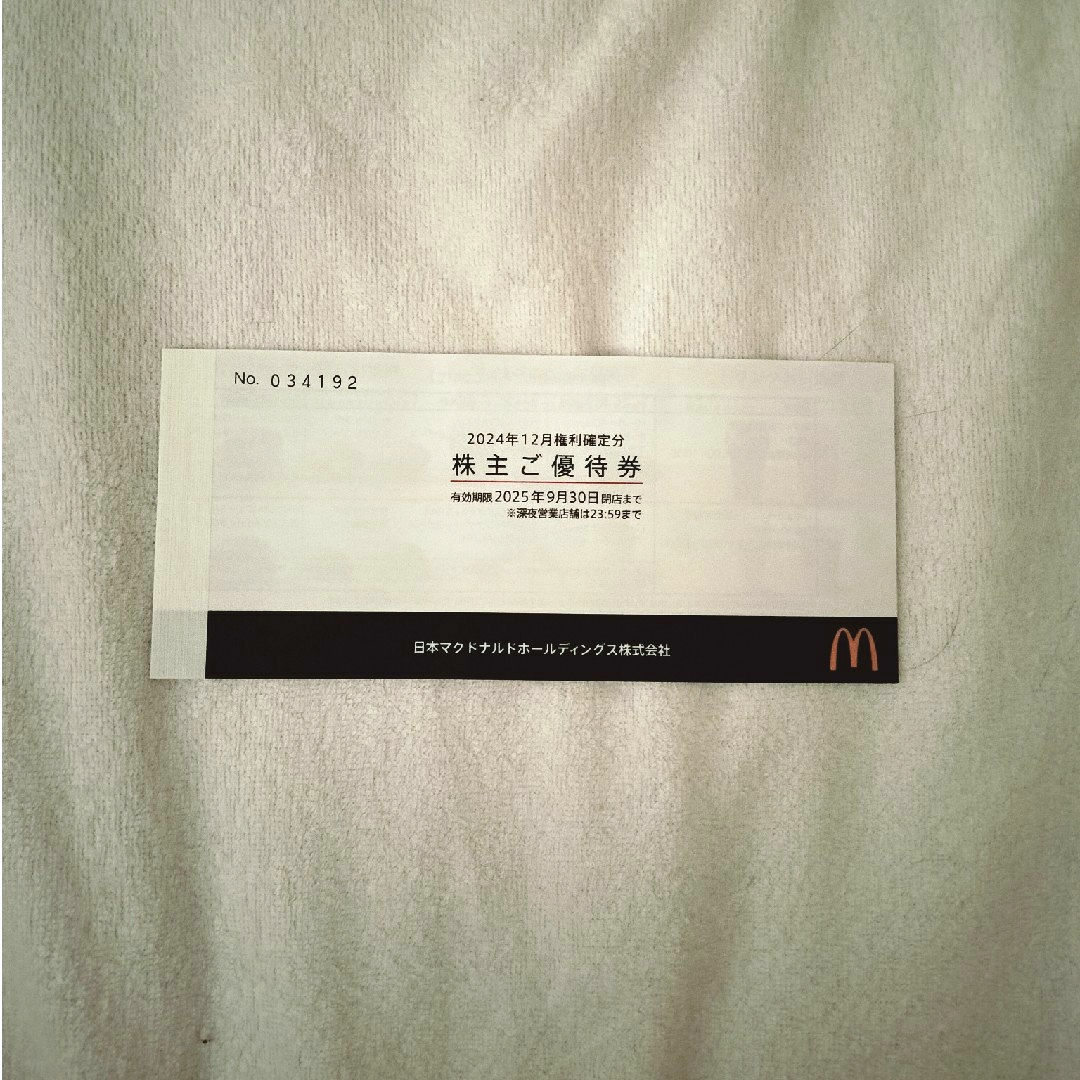 No. 034192
2024年12月権利確定分
株主ご優待券
有効期限2025年9月30日閉店まで
※深夜営業店舗は23:59まで
日本マクドナルドホールディングス株式会社